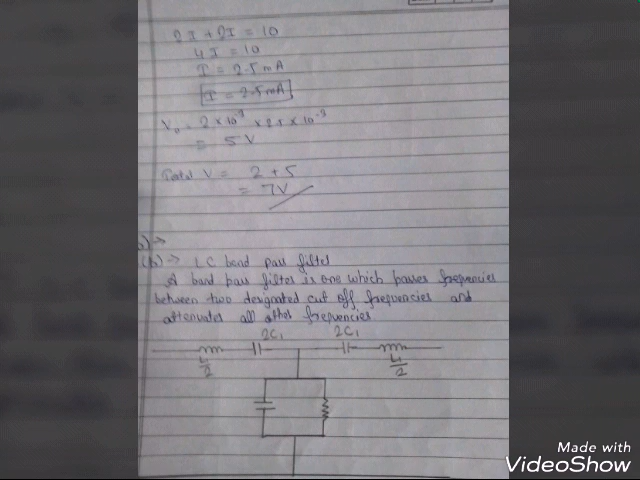 2I + 2I = 10
4I = 10
I = 2.5 mA
I = 2.5 mA
V₀ = 2 × 10³ × 2.5 × 10⁻³
= 5 V
Total V = 2 + 5
= 7V
(b) → LC band pass filter
A band pass filter is one which passes frequencies
between two designated cut off frequencies and
attenuates all other frequencies
2C₁ 2C₁
L₁/2 L₁/2
Made with
VideoShow